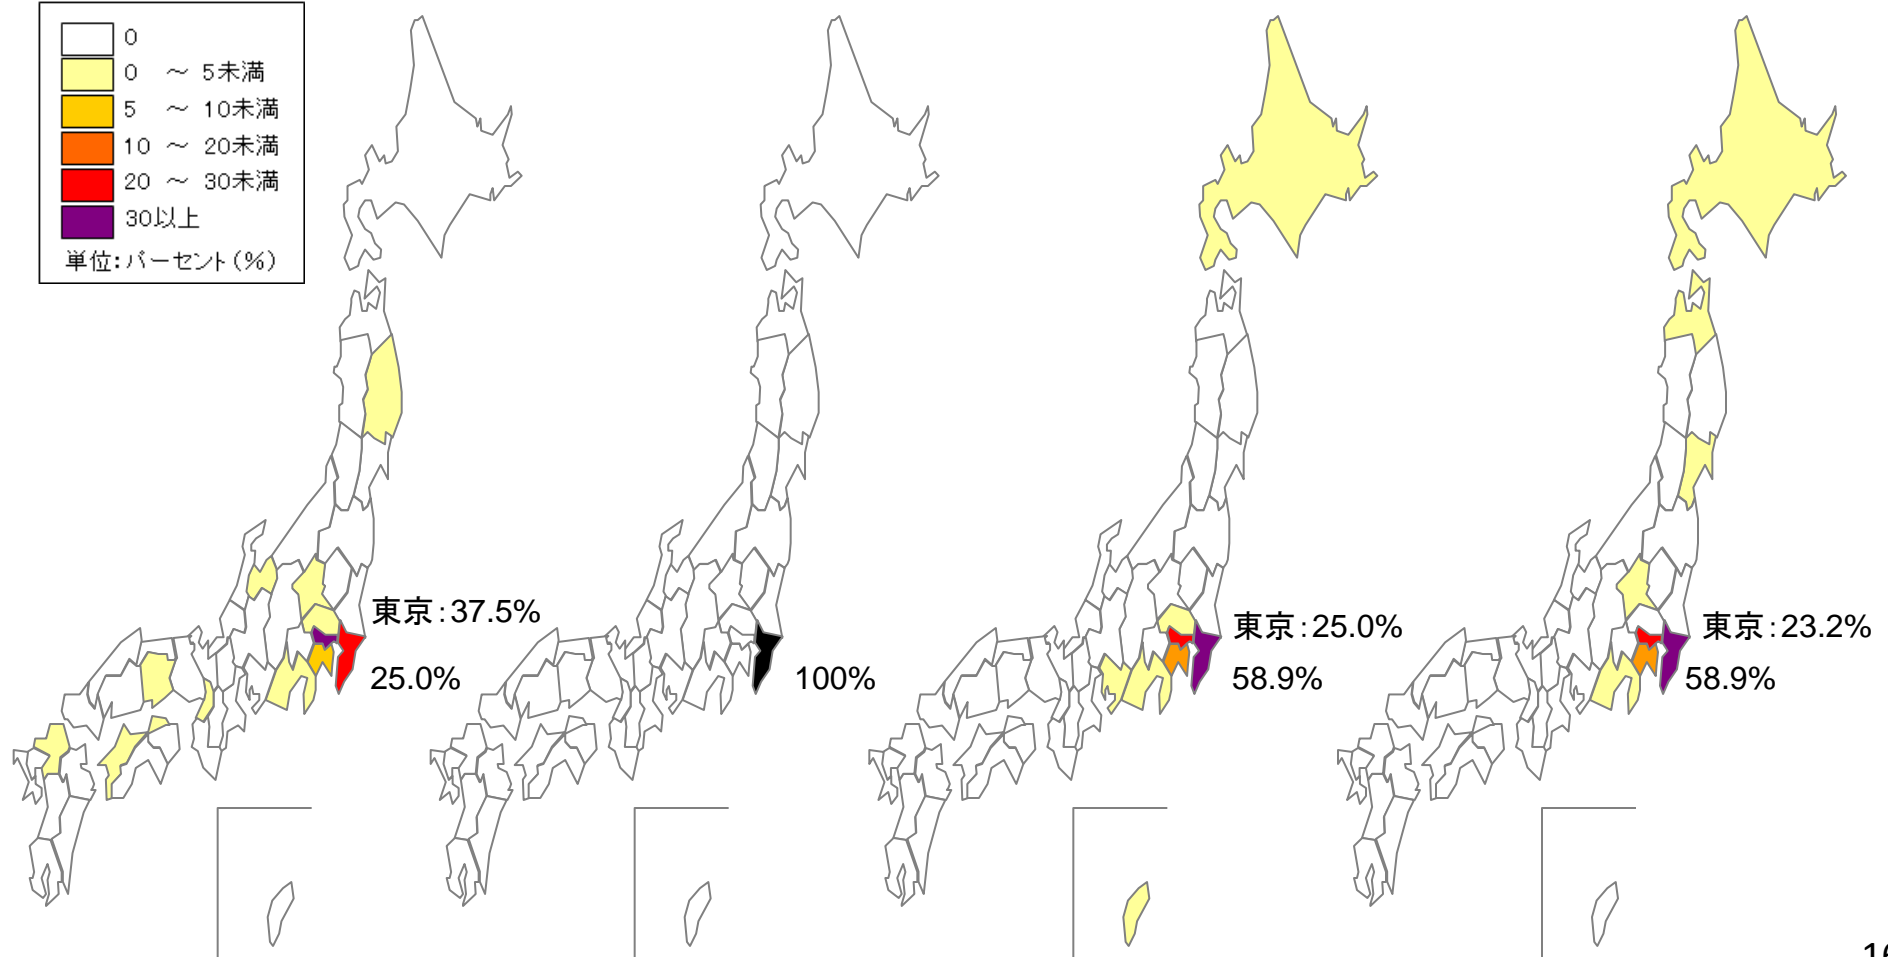 0
0 ～ 5未満
5 ～ 10未満
10 ～ 20未満
20 ～ 30未満
30以上
単位:パーセント(%)
東京:37.5%
25.0%
100%
東京:25.0%
58.9%
東京:23.2%
58.9%
16